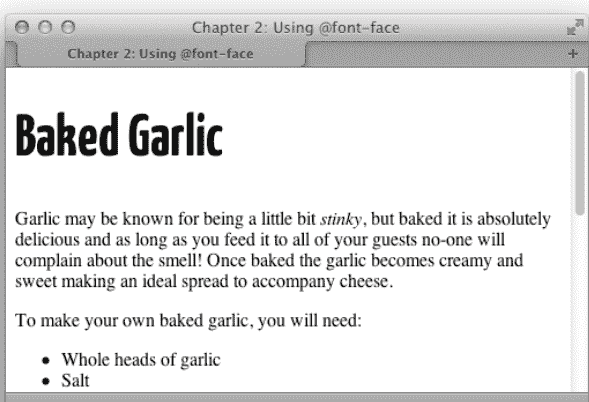 Chapter 2: Using @font-face
Chapter 2: Using @font-face
Baked Garlic
Garlic may be known for being a little bit stinky, but baked it is absolutely
delicious and as long as you feed it to all of your guests no-one will
complain about the smell! Once baked the garlic becomes creamy and
sweet making an ideal spread to accompany cheese.
To make your own baked garlic, you will need:
• Whole heads of garlic
• Salt